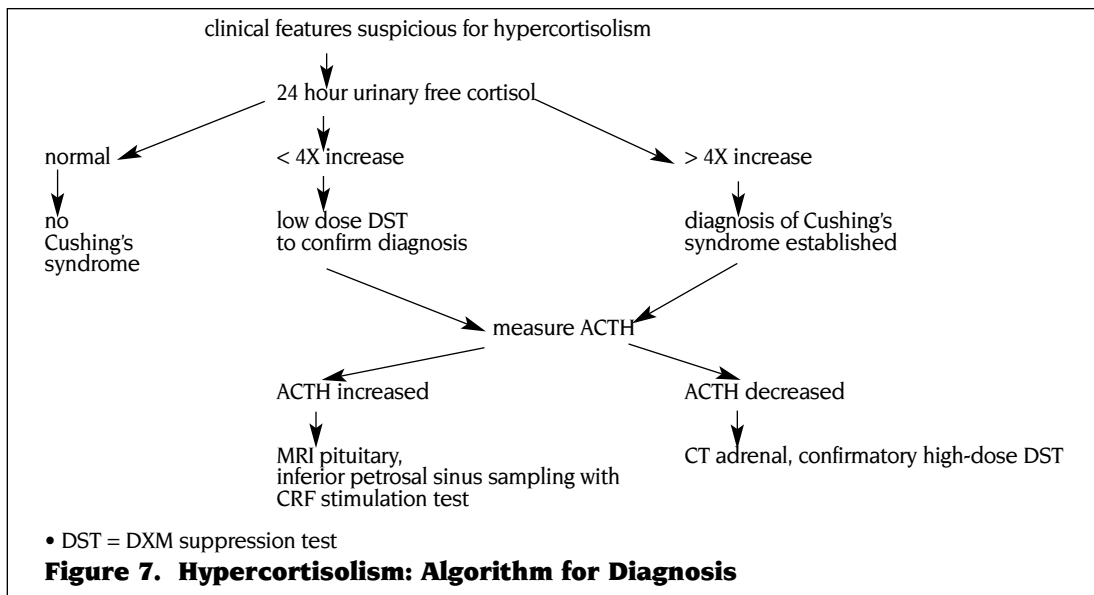 clinical features suspicious for hypercortisolism
24 hour urinary free cortisol
normal
< 4X increase
> 4X increase
no
Cushing's
syndrome
low dose DST
to confirm diagnosis
diagnosis of Cushing's
syndrome established
measure ACTH
ACTH increased
ACTH decreased
MRI pituitary,
inferior petrosal sinus sampling with
CRF stimulation test
CT adrenal, confirmatory high-dose DST
• DST = DXM suppression test
Figure 7. Hypercortisolism: Algorithm for Diagnosis